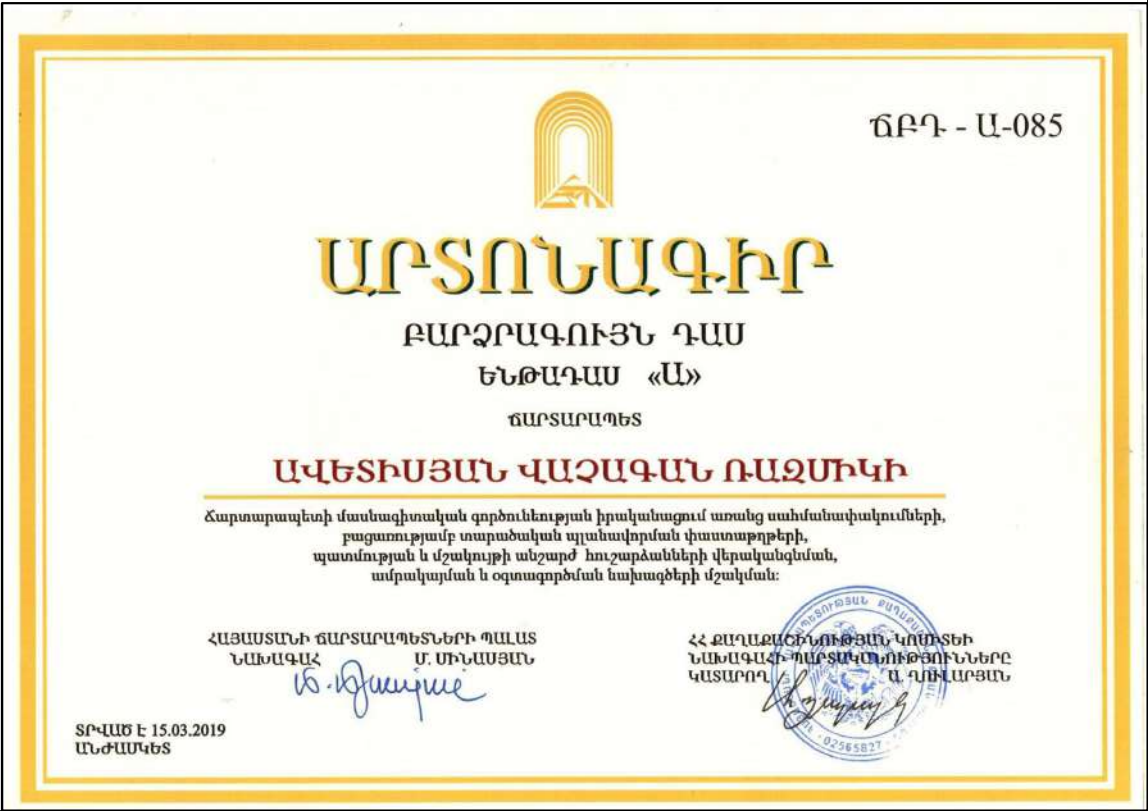 ՃԲԴ - Ա-085
ԱՐՏՈՆԱԳԻՐ
ԲԱՐՁՐԱԳՈՒՅՆ ԴԱՍ
ԵՆԹԱԴԱՍ «Ա»
ՃԱՐՏԱՐԱՊԵՏ
ԱՎԵՏԻՍՅԱՆ ՎԱՉԱԳԱՆ ՌԱԶՄԻԿԻ
Ճարտարապետի մասնագիտական գործունեության իրականացում առանց սահմանափակումների,
բացառությամբ տարածական պլանավորման փաստաթղթերի,
պատմության և մշակույթի անշարժ հուշարձանների վերականգնման,
ամրակայման և օգտագործման նախագծերի մշակման:
ՀԱՅԱՍՏԱՆԻ ՃԱՐՏԱՐԱՊԵՏՆԵՐԻ ՊԱԼԱՏ
ՆԱԽԱԳԱՀ Մ. ՄԻՆԱՍՅԱՆ
ՀՀ ՔԱՂԱՔԱՇԻՆՈՒԹՅԱՆ ԿՈՄԻՏԵԻ
ՆԱԽԱԳԱՀԻ ՊԱՐՏԱԿԱՆՈՒԹՅՈՒՆՆԵՐԸ
ԿԱՏԱՐՈՂ Ա. ՂՈՒԼԱՐՅԱՆ
02565827
ՏՐՎԱԾ Է 15.03.2019
ԱՆԺԱՄԿԵՏ